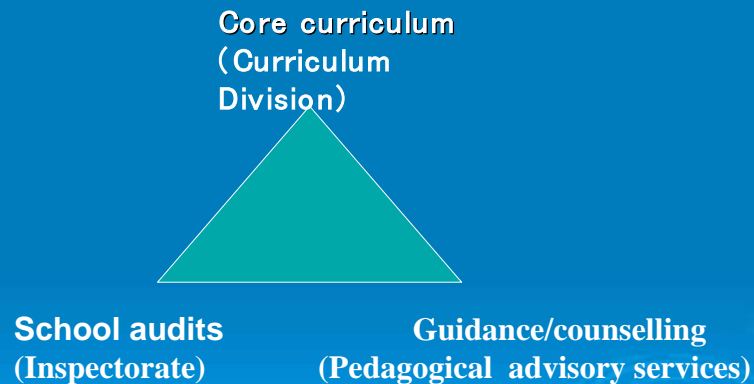 Core curriculum
(Curriculum
Division)
School audits
Guidance/counselling
(Inspectorate)
(Pedagogical advisory services)